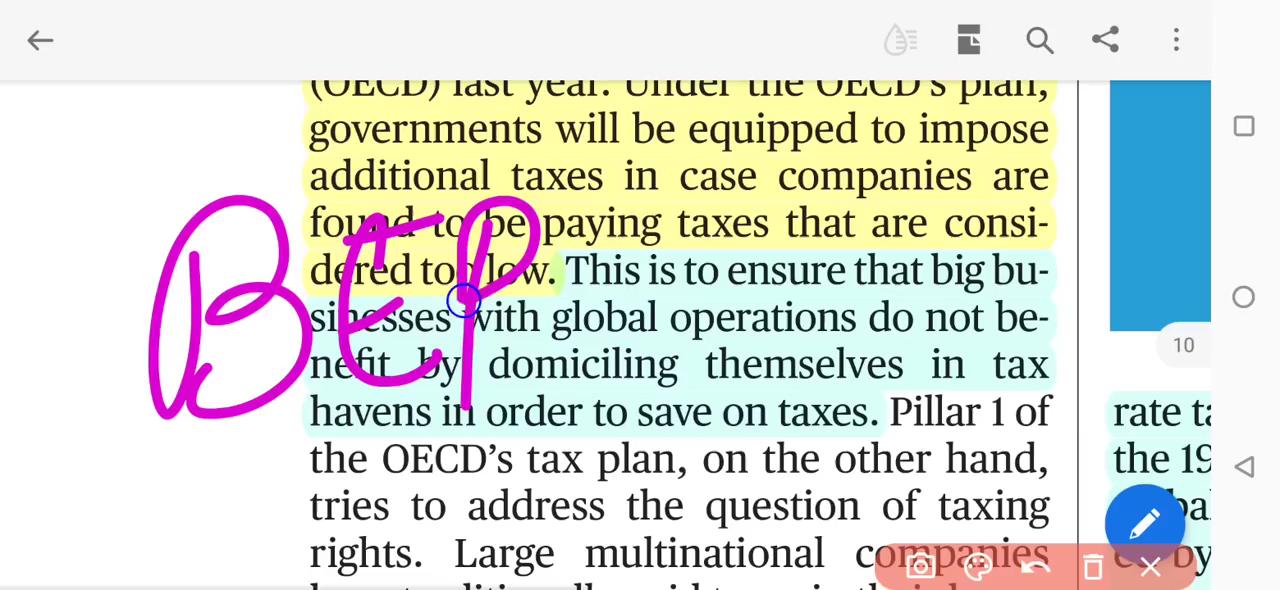 (OECD) last year. Under the OECD's plan,
governments will be equipped to impose
additional taxes in case companies are
found to be paying taxes that are consi-
dered too low. This is to ensure that big bu-
sinesses with global operations do not be-
nefit by domiciling themselves in tax
havens in order to save on taxes. Pillar 1 of
the OECD's tax plan, on the other hand,
tries to address the question of taxing
rights. Large multinational companies
BEP
10
rate ta
the 19